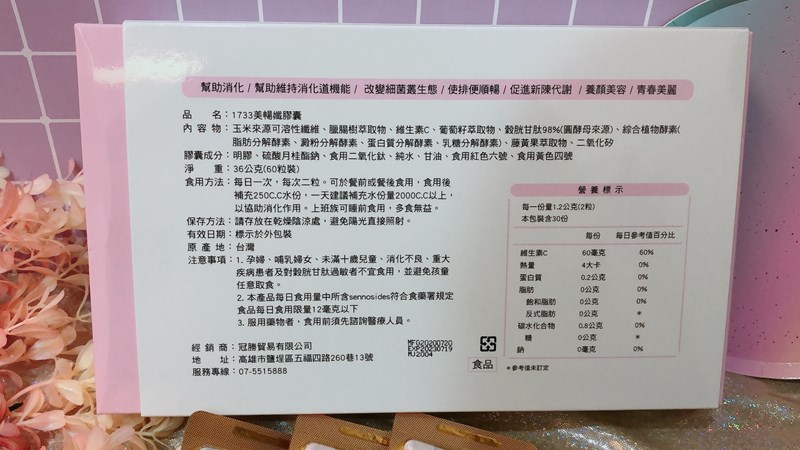 幫助消化 / 幫助維持消化道機能 / 改變細菌叢生態 / 使排便順暢 / 促進新陳代謝 / 養顏美容 / 青春美麗
品 名：1733美暢孅膠囊
內 容 物：玉米來源可溶性纖維、臘腸樹萃取物、維生素C、葡萄籽萃取物、穀胱甘肽98%(圓酵母來源)、綜合植物酵素(
脂肪分解酵素、澱粉分解酵素、蛋白質分解酵素、乳糖分解酵素)、藤黃果萃取物、二氧化矽
膠囊成分：明膠、硫酸月桂酯鈉、食用二氧化鈦、純水、甘油、食用紅色六號、食用黃色四號
淨 重：36公克(60粒裝)
食用方法：每日一次，每次二粒。可於餐前或餐後食用，食用後
補充250C.C水份，一天建議補充水份量2000C.C以上，
以協助消化作用。上班族可睡前食用，多食無益。
保存方法：請存放在乾燥陰涼處，避免陽光直接照射。
有效日期：標示於外包裝
原 產 地：台灣
注意事項：1. 孕婦、哺乳婦女、未滿十歲兒童、消化不良、重大
疾病患者及對穀胱甘肽過敏者不宜食用，並避免孩童
任意取食。
2. 本產品每日食用量中所含sennosides符合食藥署規定
食品每日食用限量12毫克以下
3. 服用藥物者，食用前須先諮詢醫療人員。
經 銷 商：冠勝貿易有限公司
地 址：高雄市鹽埕區五福四路260巷13號
服務專線：07-5515888
MFG20200720
EXP20230719
MJ2004
食品
營養標示
每一份量1.2公克(2粒)
本包裝含30份
每份 每日參考值百分比
維生素C 60毫克 60%
熱量 4大卡 0%
蛋白質 0.2公克 0%
脂肪 0公克 0%
飽和脂肪 0公克 0%
反式脂肪 0公克 *
碳水化合物 0.8公克 0%
糖 0公克 *
鈉 0毫克 0%
*參考值未訂定